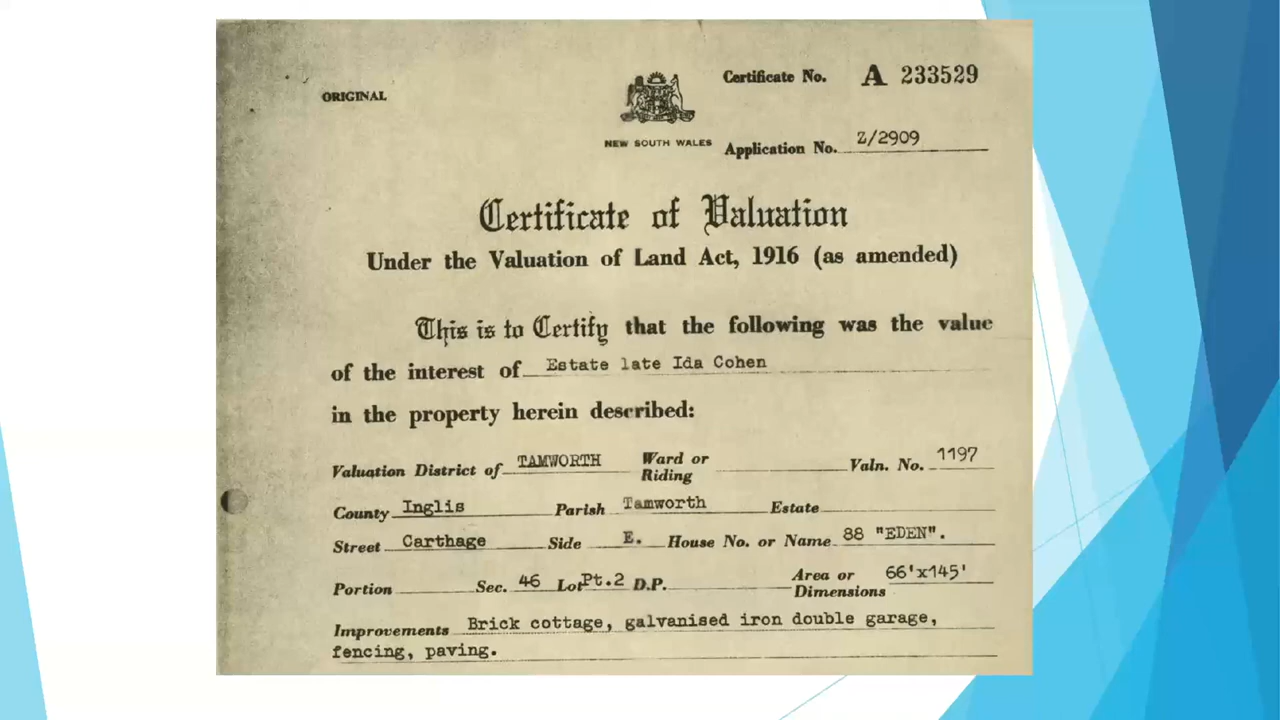 ORIGINAL
Certificate No. A 233529
NEW SOUTH WALES
Application No. Z/2909
Certificate of Valuation
Under the Valuation of Land Act, 1916 (as amended)
This is to Certify that the following was the value
of the interest of Estate late Ida Cohen
in the property herein described:
Valuation District of TAMWORTH Ward or Riding Valn. No. 1197
County Inglis Parish Tamworth Estate
Street Carthage Side E. House No. or Name 88 "EDEN".
Portion Sec. 46 Lot Pt.2 D.P. Area or Dimensions 66'x145'
Improvements Brick cottage, galvanised iron double garage,
fencing, paving.